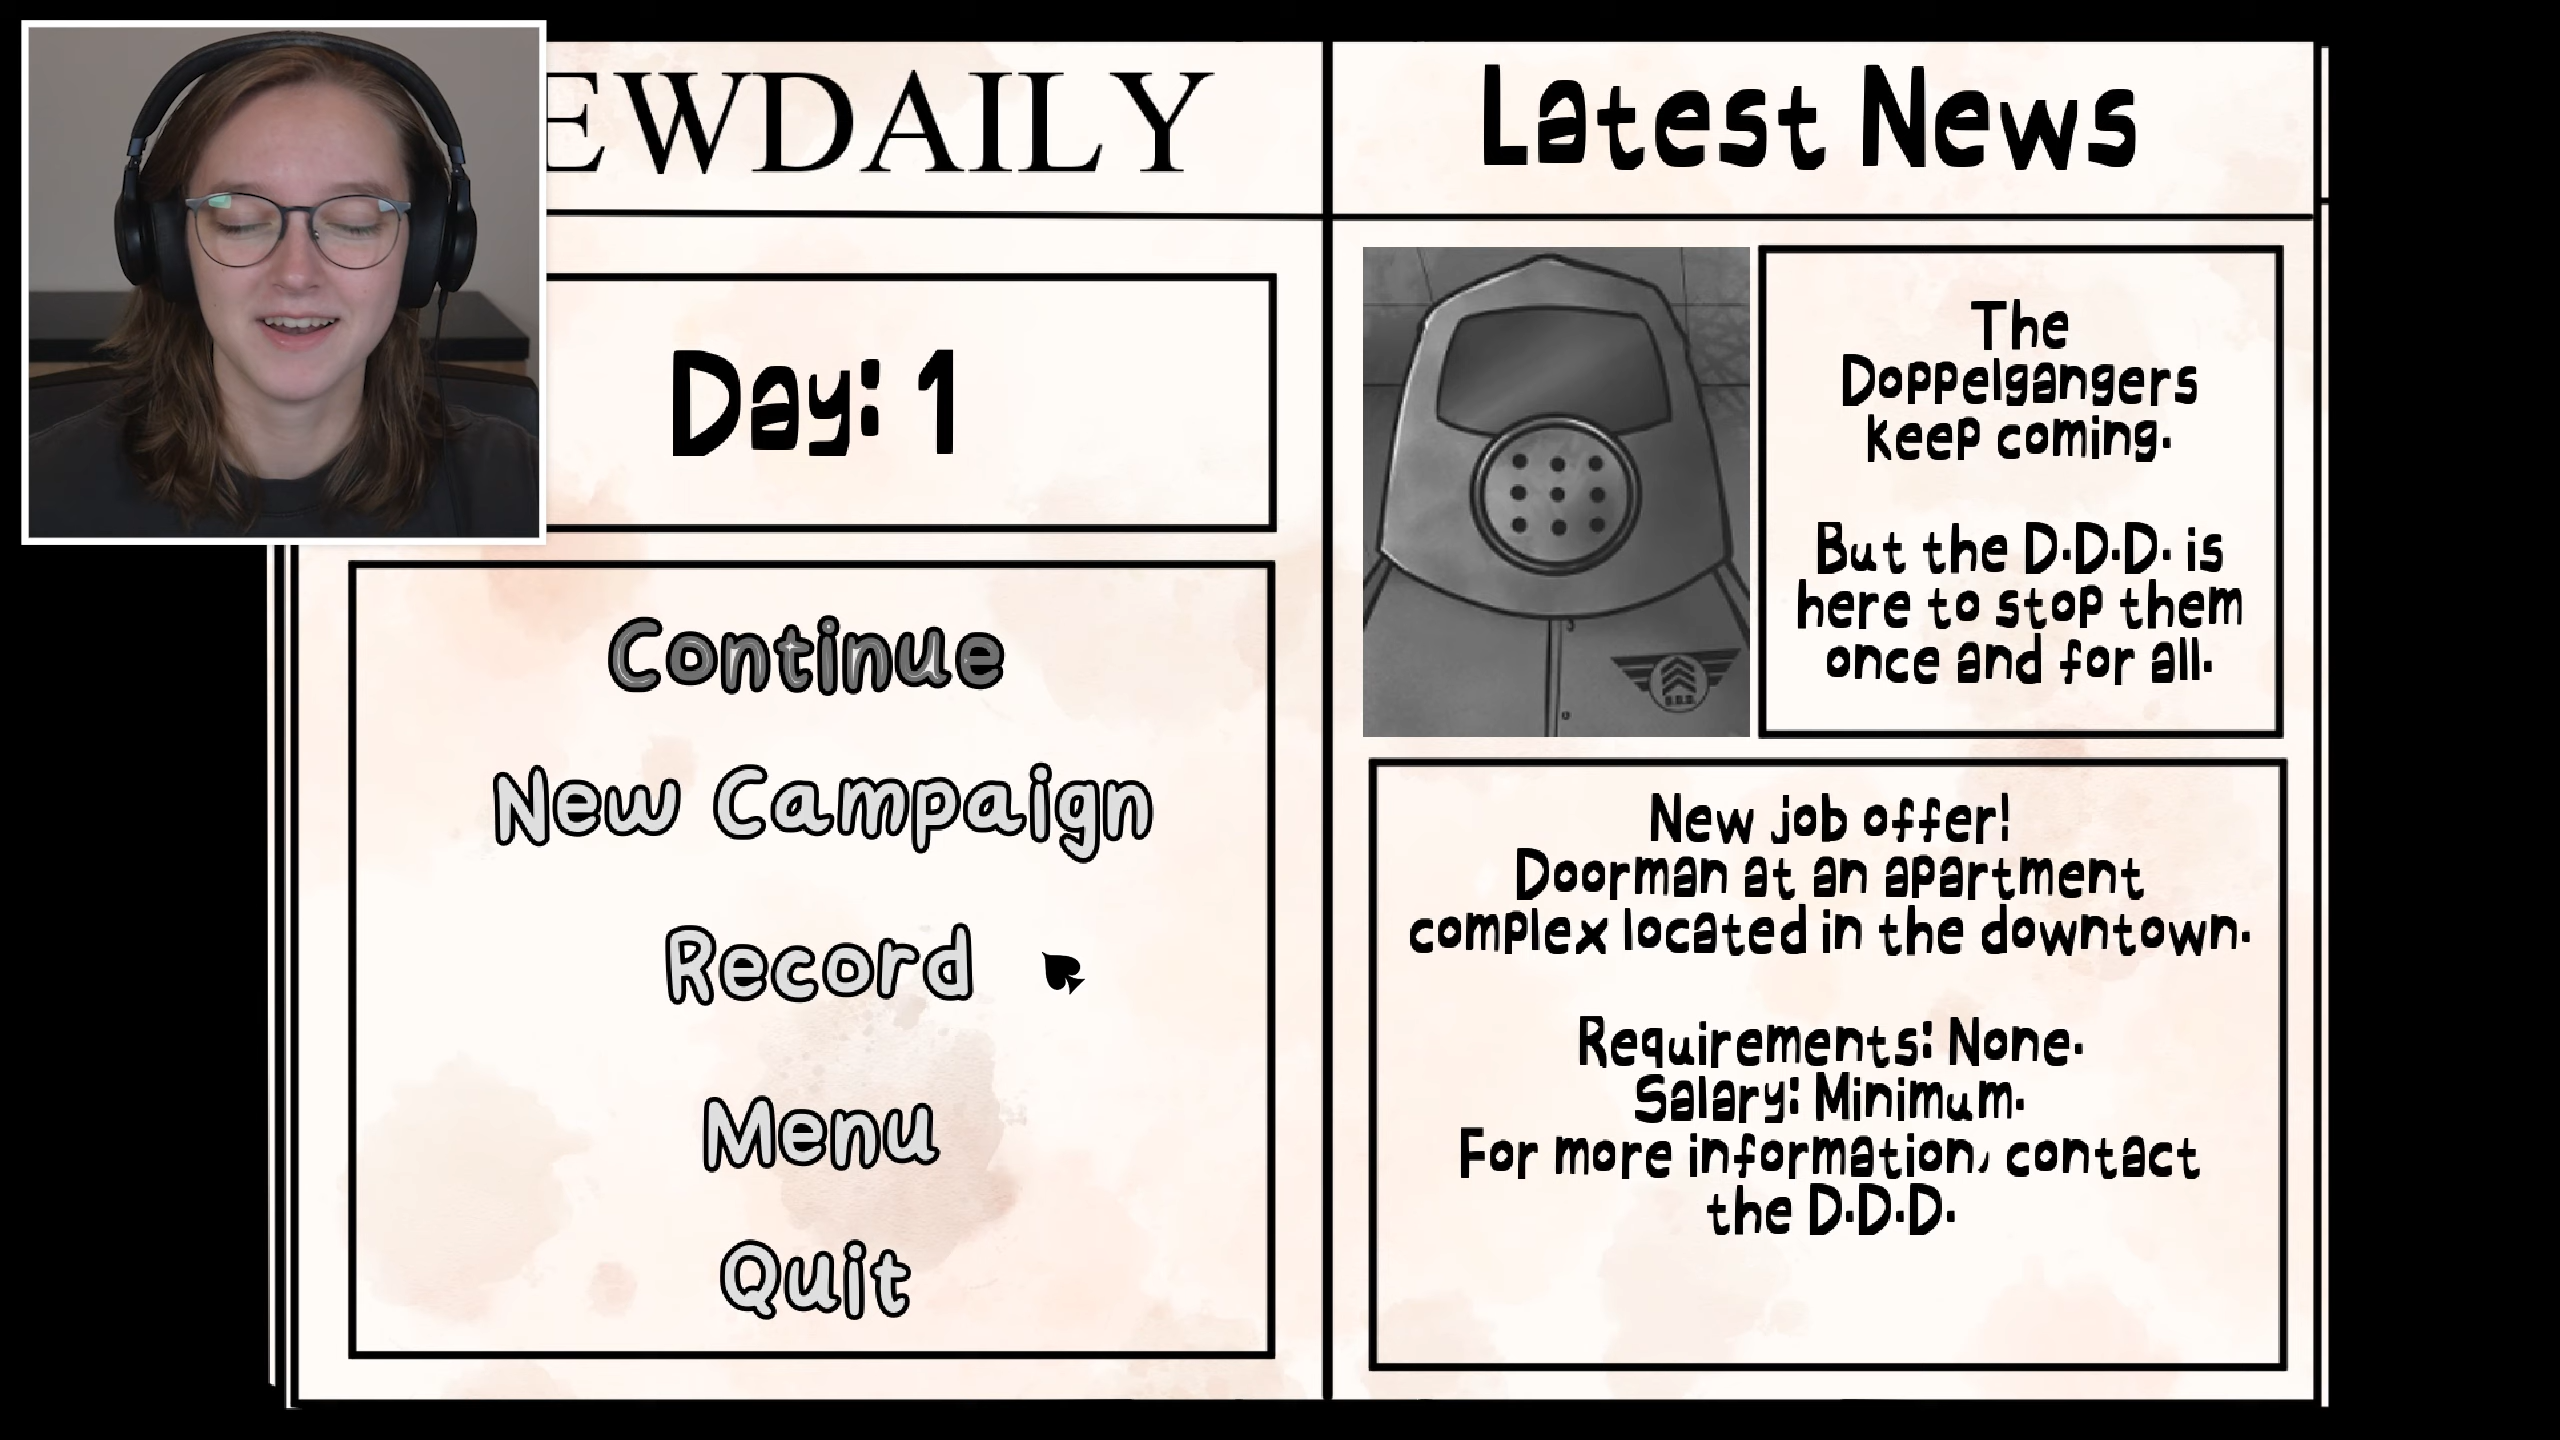 EWDAILY
Latest News
Day: 1
Continue
New Campaign
Record
Menu
Quit
The
Doppelgangers
keep coming.
But the D.D.D. is
here to stop them
once and for all.
D.D.D.
New job offer!
Doorman at an apartment
complex located in the downtown.
Requirements: None.
Salary: Minimum.
For more information, contact
the D.D.D.